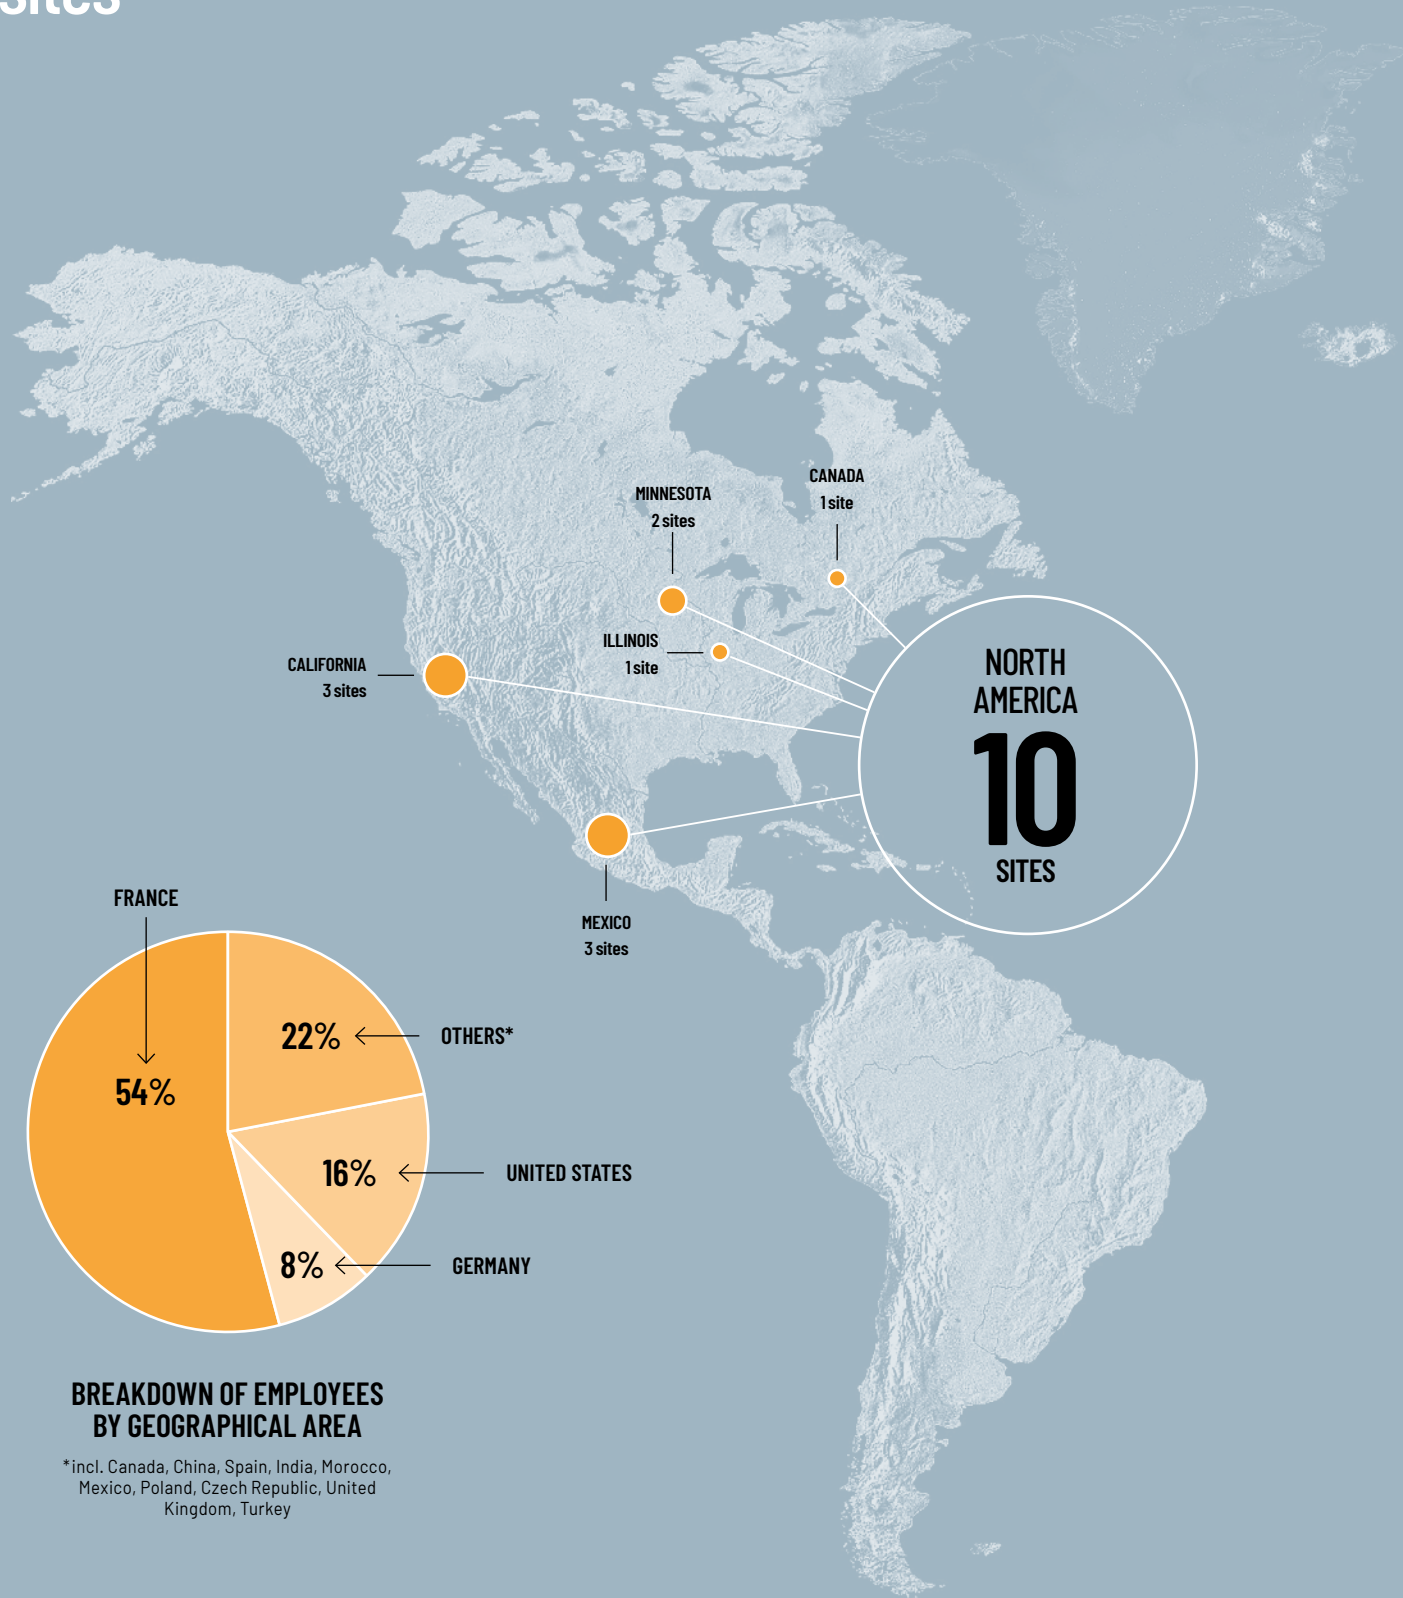 sites
CANADA
1 site
MINNESOTA
2 sites
ILLINOIS
1 site
CALIFORNIA
3 sites
NORTH
AMERICA
10
SITES
MEXICO
3 sites
FRANCE
54%
22%
OTHERS*
16%
UNITED STATES
8%
GERMANY
BREAKDOWN OF EMPLOYEES
BY GEOGRAPHICAL AREA
*incl. Canada, China, Spain, India, Morocco,
Mexico, Poland, Czech Republic, United
Kingdom, Turkey